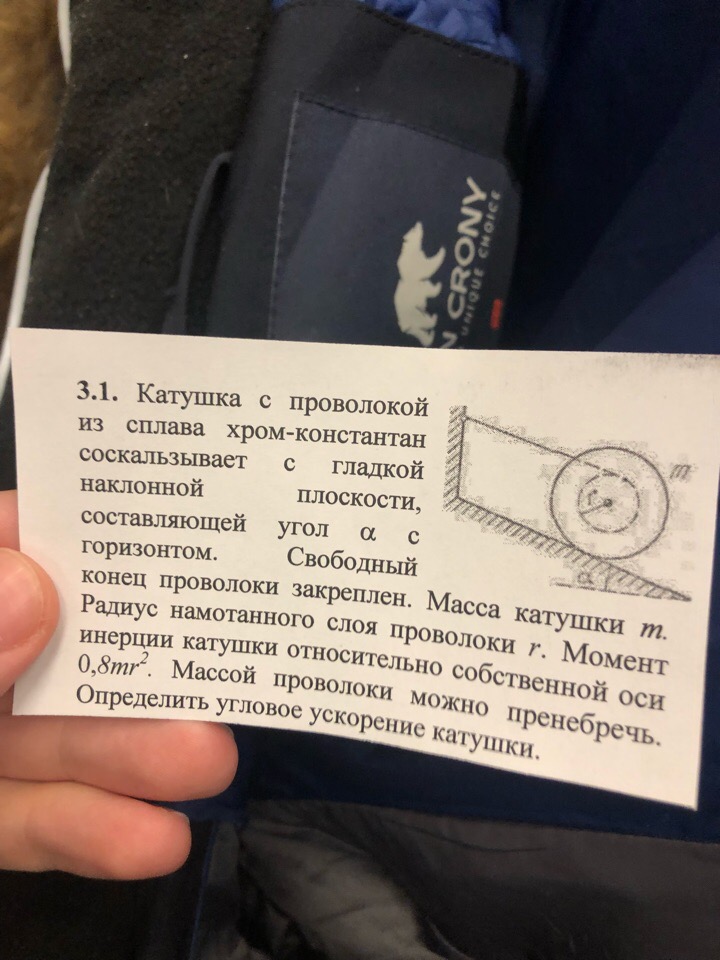 N CRONY
UNIQUE CHOICE
3.1. Катушка с проволокой
из сплава хром-константан
соскальзывает с гладкой
наклонной плоскости,
составляющей угол α с
горизонтом. Свободный
конец проволоки закреплен. Масса катушки m.
Радиус намотанного слоя проволоки r. Момент
инерции катушки относительно собственной оси
0,8mr². Массой проволоки можно пренебречь.
Определить угловое ускорение катушки.
m
r
α